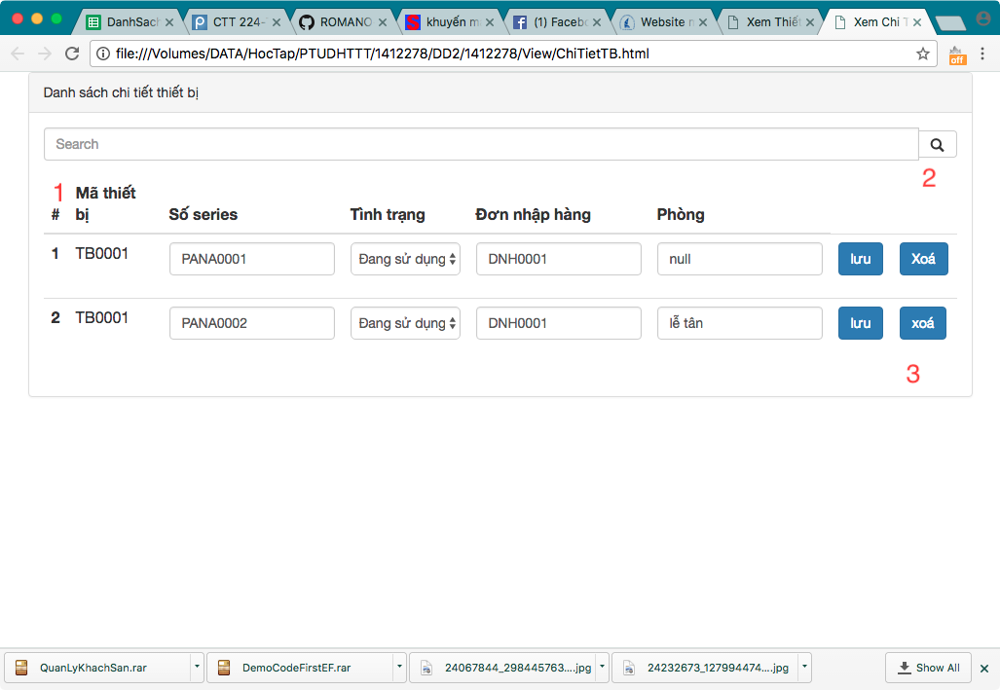 DanhSach
CTT 224-
ROMANO
khuyến m
(1) Facebo
Website n
Xem Thiết
Xem Chi T
file:///Volumes/DATA/HocTap/PTUDHTTT/1412278/DD2/1412278/View/ChiTietTB.html
off
Danh sách chi tiết thiết bị
Search
1
2
# Mã thiết bị Số series Tình trạng Đơn nhập hàng Phòng
1 TB0001 PANA0001 Đang sử dụng DNH0001 null lưu Xoá
2 TB0001 PANA0002 Đang sử dụng DNH0001 lễ tân lưu xoá
3
QuanLyKhachSan.rar
DemoCodeFirstEF.rar
24067844_298445763....jpg
24232673_127994474....jpg
Show All